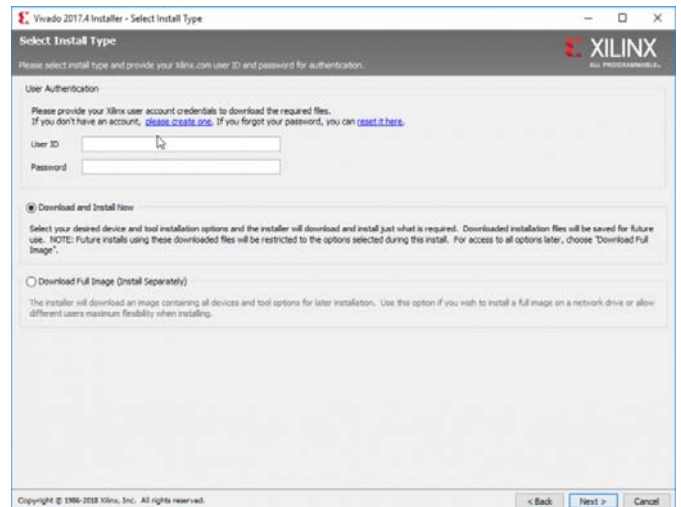 Vivado 2017.4 Installer - Select Install Type
Select Install Type
XILINX
ALL PROGRAMMABLE.
Please select install type and provide your Xilinx.com user ID and password for authentication.
User Authentication
Please provide your Xilinx user account credentials to download the required files.
If you don't have an account, please create one. If you forgot your password, you can reset it here.
User ID
Password
Download and Install Now
Select your desired device and tool installation options and the installer will download and install just what is required. Downloaded installation files will be saved for future
use. NOTE: Future installs using these downloaded files will be restricted to the options selected during this install. For access to all options later, choose "Download Full
Image".
Download Full Image (Install Separately)
The installer will download an image containing all devices and tool options for later installation. Use this option if you wish to install a full image on a network drive or allow
different users maximum flexibility when installing.
Copyright © 1986-2018 Xilinx, Inc. All rights reserved.
< Back
Next >
Cancel